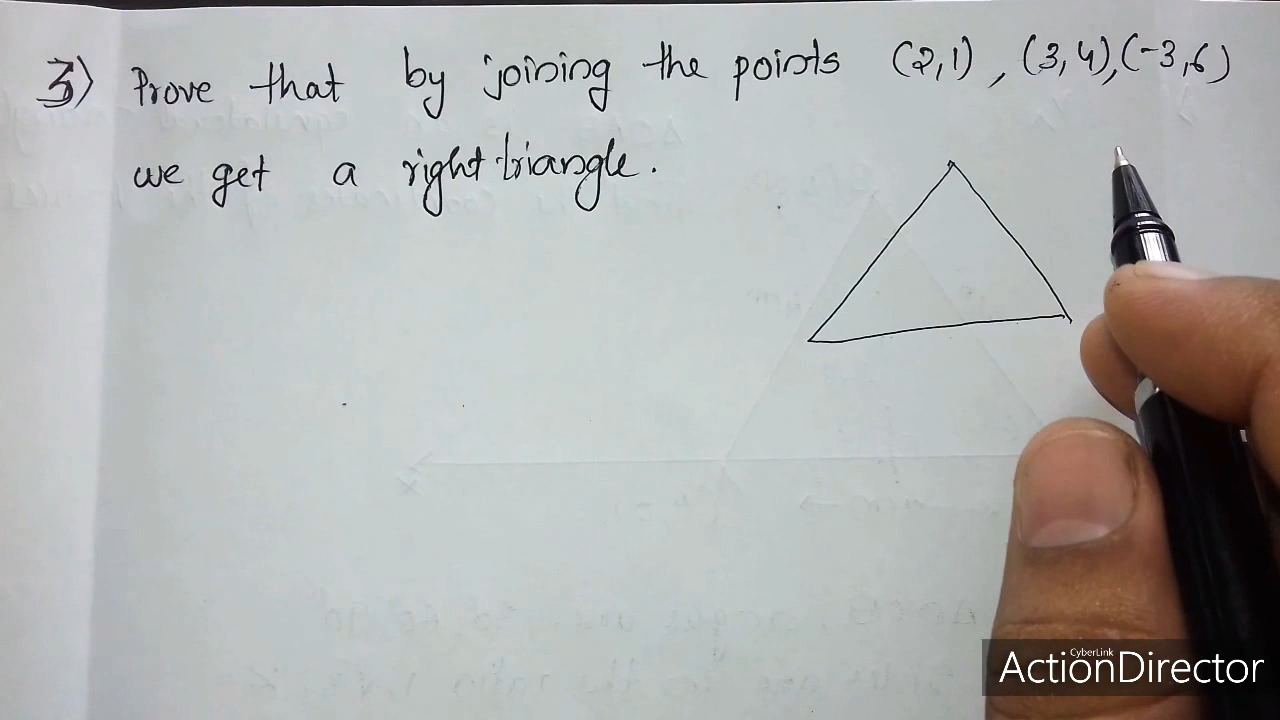 3) Prove that by joining the points (2,1), (3,4), (-3,6)
we get a right triangle.
CyberLink
ActionDirector